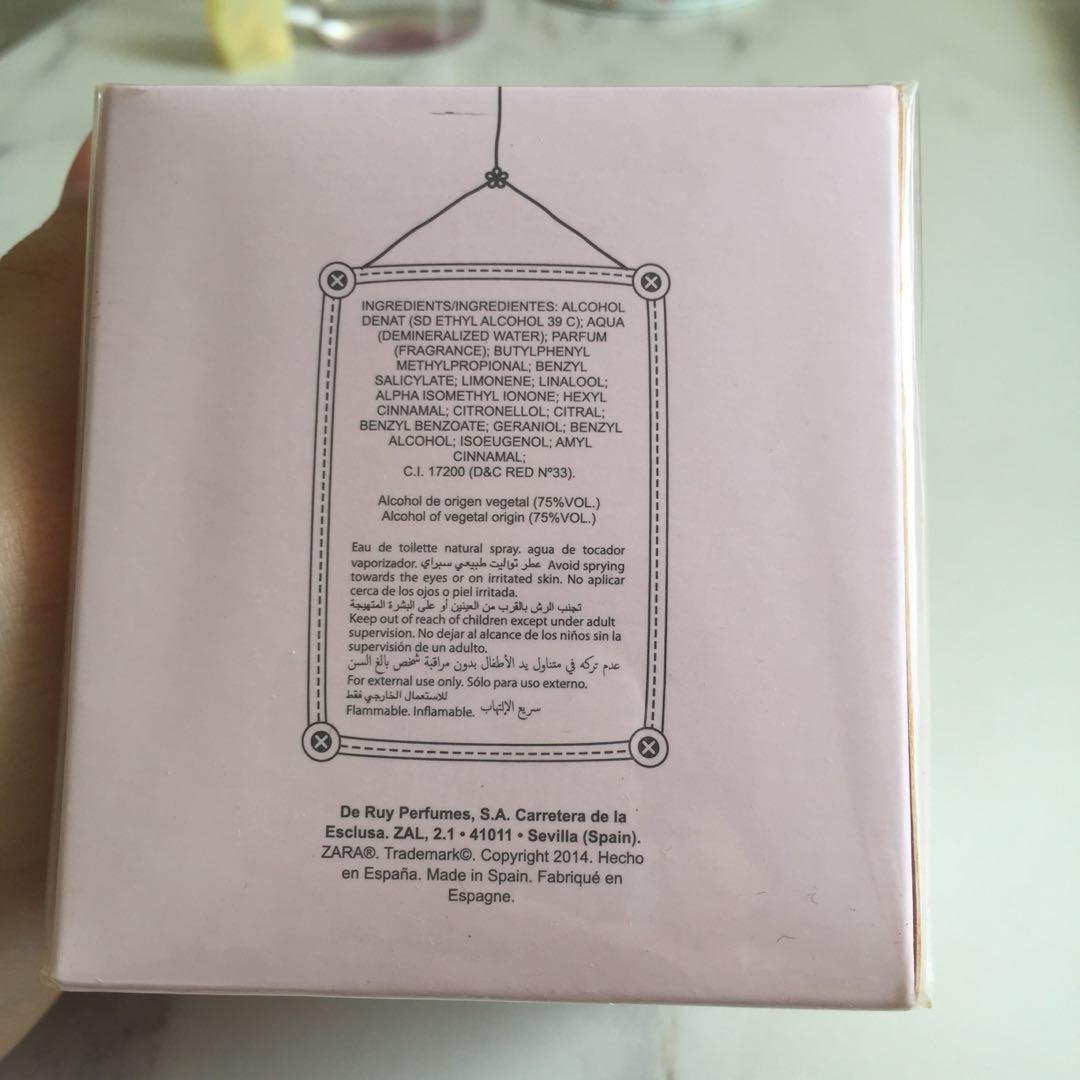 INGREDIENTS/INGREDIENTES: ALCOHOL
DENAT (SD ETHYL ALCOHOL 39 C); AQUA
(DEMINERALIZED WATER); PARFUM
(FRAGRANCE); BUTYLPHENYL
METHYLPROPIONAL; BENZYL
SALICYLATE; LIMONENE; LINALOOL;
ALPHA ISOMETHYL IONONE; HEXYL
CINNAMAL; CITRONELLOL; CITRAL;
BENZYL BENZOATE; GERANIOL; BENZYL
ALCOHOL; ISOEUGENOL; AMYL
CINNAMAL;
C.I. 17200 (D&C RED Nº33).
Alcohol de origen vegetal (75%VOL.)
Alcohol of vegetal origin (75%VOL.)
Eau de toilette natural spray. agua de tocador
vaporizador. عطر تواليت طبيعي سبراي Avoid sprying
towards the eyes or on irritated skin. No aplicar
cerca de los ojos o piel irritada.
تجنب الرش بالقرب من العينين أو على البشرة المتهيجة
Keep out of reach of children except under adult
supervision. No dejar al alcance de los niños sin la
supervisión de un adulto.
عدم تركه في متناول يد الأطفال بدون مراقبة شخص بالغ السن
For external use only. Sólo para uso externo.
للاستعمال الخارجي فقط
Flammable. Inflamable. سريع الإلتهاب
De Ruy Perfumes, S.A. Carretera de la
Esclusa. ZAL, 2.1 • 41011 • Sevilla (Spain).
ZARA®. Trademark©. Copyright 2014. Hecho
en España. Made in Spain. Fabriqué en
Espagne.